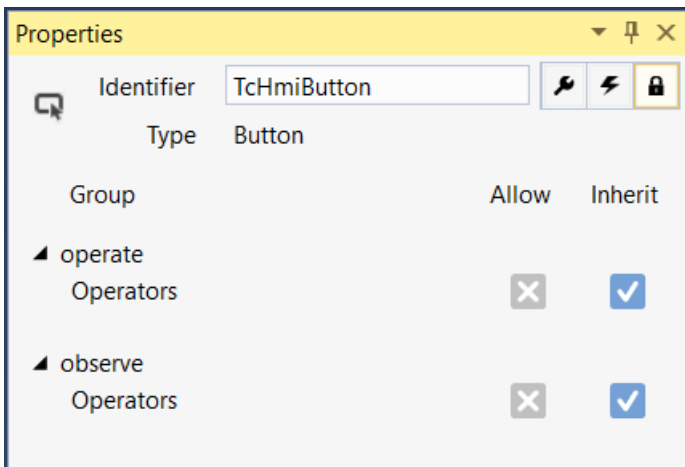 Properties
Identifier TcHmiButton
Type Button
Group Allow Inherit
operate
Operators
observe
Operators